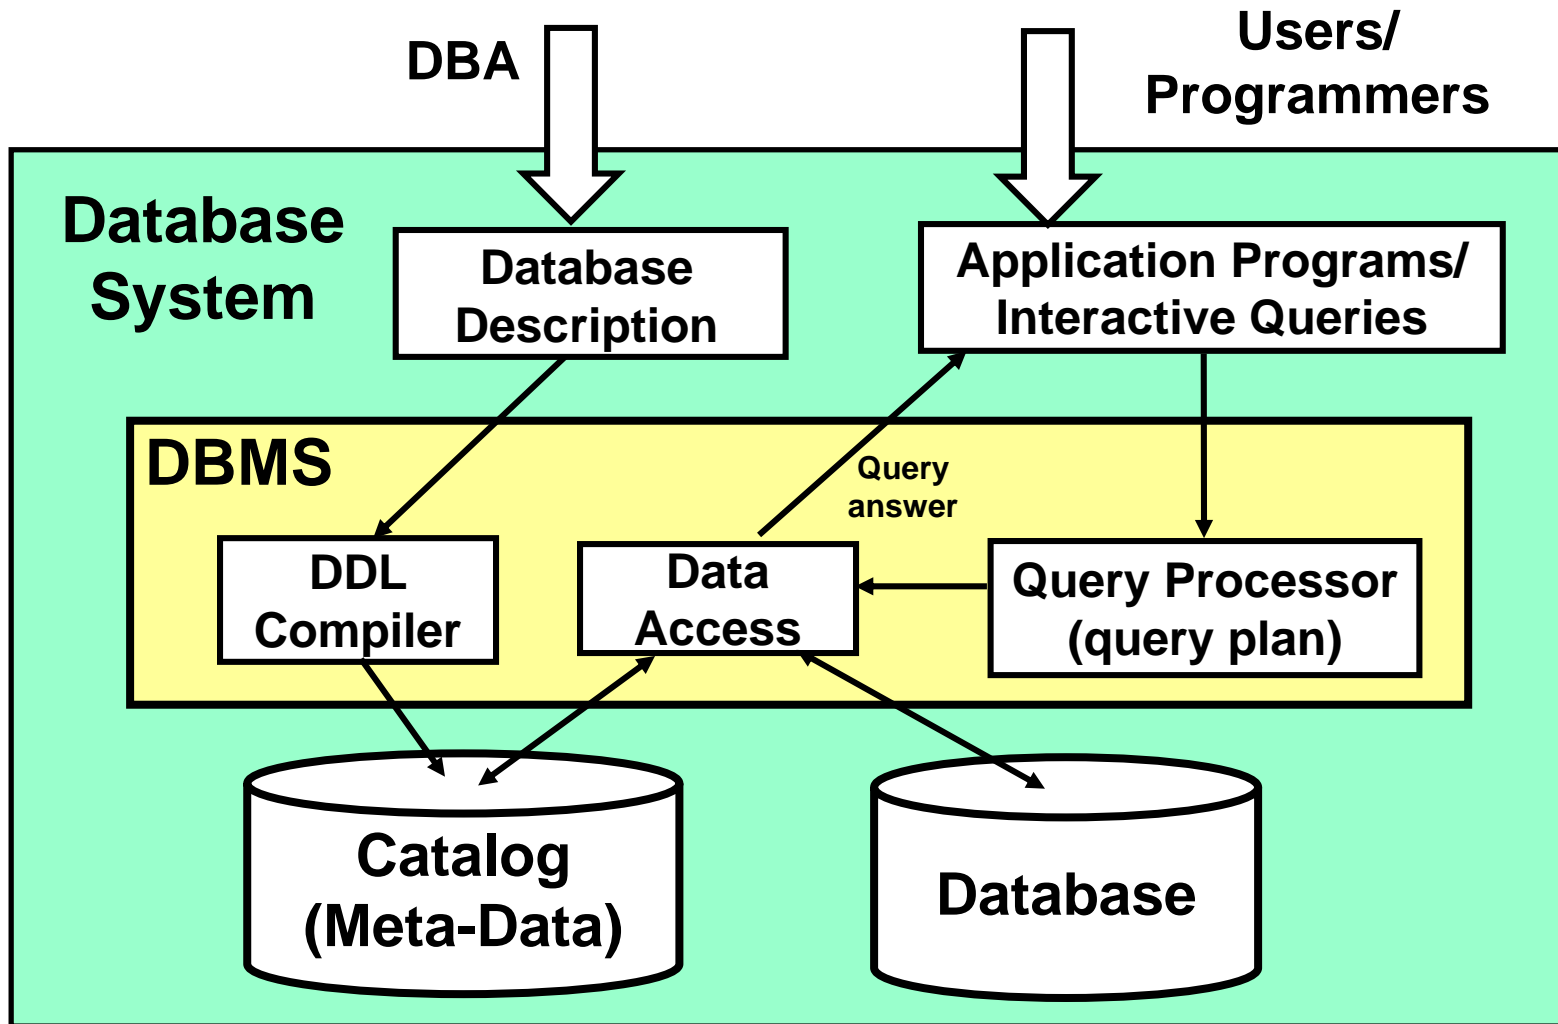 DBA
Users/
Programmers
Database
System
Database
Description
Application Programs/
Interactive Queries
DBMS
Query
answer
DDL
Compiler
Data
Access
Query Processor
(query plan)
Catalog
(Meta-Data)
Database